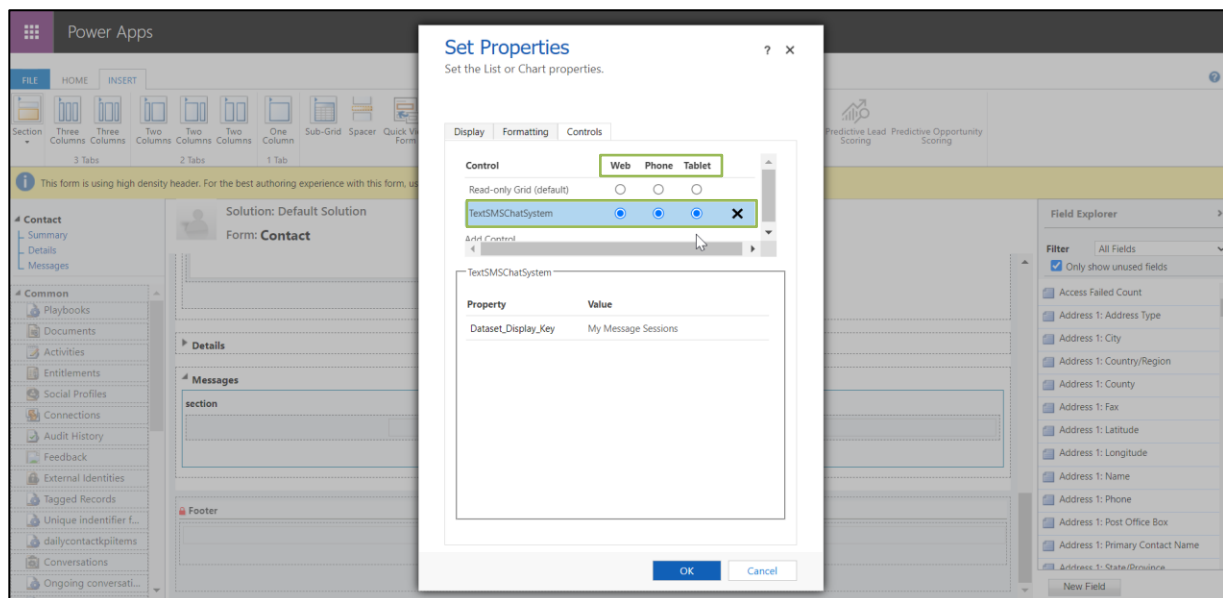 Power Apps
FILE HOME INSERT
Section
Three Columns
Three Columns
Two Columns
Two Columns
Two Columns
One Column
Sub-Grid
Spacer
Quick
Form
Predictive Lead Scoring
Predictive Opportunity Scoring
3 Tabs
2 Tabs
1 Tab
This form is using high density header. For the best authoring experience with this form,
Contact
Summary
Details
Messages
Common
Playbooks
Documents
Activities
Entitlements
Social Profiles
Connections
Audit History
Feedback
External Identities
Tagged Records
Unique indentifier f...
dailycontactkpiitems
Conversations
Ongoing conversati...
Solution: Default Solution
Form: Contact
Details
Messages
section
Footer
Set Properties
? 
Set the List or Chart properties.
Display Formatting Controls
Control Web Phone Tablet
Read-only Grid (default)
TextSMSChatSystem
Add Control
TextSMSChatSystem
Property Value
Dataset_Display_Key My Message Sessions
OK Cancel
Field Explorer
Filter All Fields
Only show unused fields
Access Failed Count
Address 1: Address Type
Address 1: City
Address 1: Country/Region
Address 1: County
Address 1: Fax
Address 1: Latitude
Address 1: Longitude
Address 1: Name
Address 1: Phone
Address 1: Post Office Box
Address 1: Primary Contact Name
Address 1: State/Province
New Field